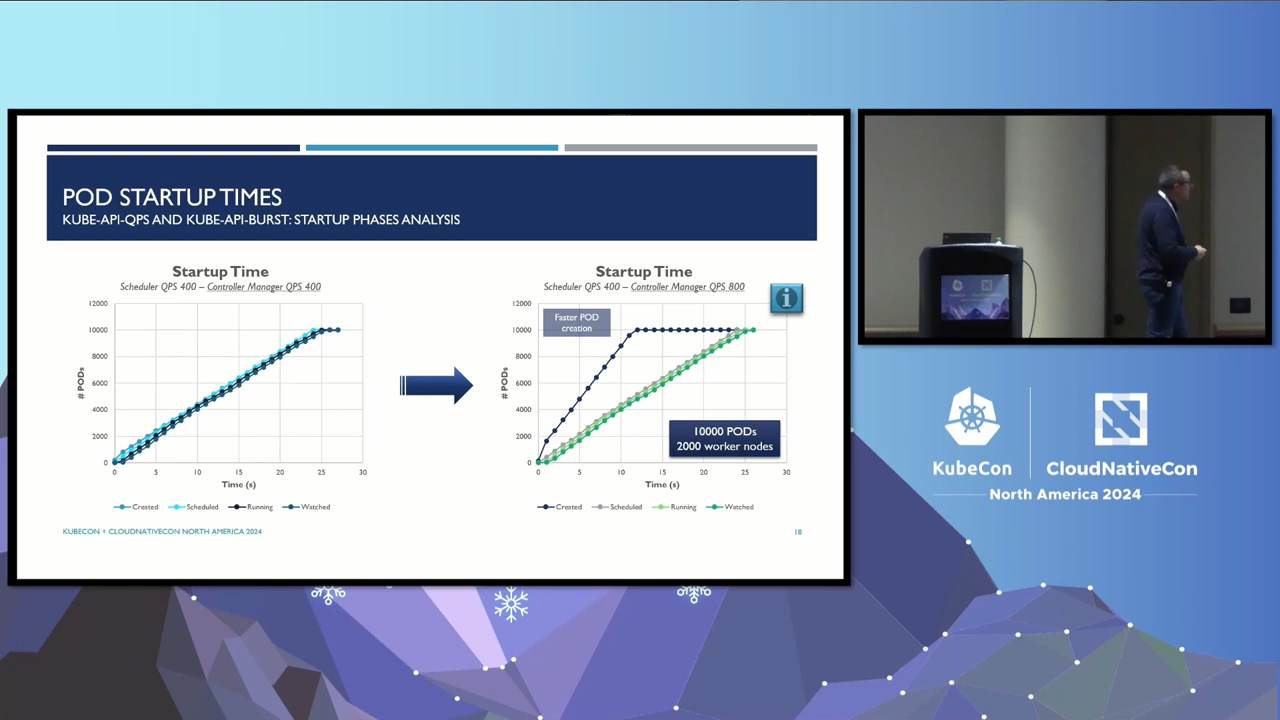 POD STARTUP TIMES
KUBE-API-QPS AND KUBE-API-BURST: STARTUP PHASES ANALYSIS
Startup Time
Scheduler QPS 400 – Controller Manager QPS 400
12000
10000
8000
6000
4000
2000
0
# PODs
0 5 10 15 20 25 30
Time (s)
Created Scheduled Running Watched
Startup Time
Scheduler QPS 400 – Controller Manager QPS 800
Faster POD
creation
12000
10000
8000
6000
4000
2000
0
# PODs
10000 PODs
2000 worker nodes
0 5 10 15 20 25 30
Time (s)
Created Scheduled Running Watched
KUBECON + CLOUDNATIVECON NORTH AMERICA 2024
18
KubeCon
CloudNativeCon
North America 2024